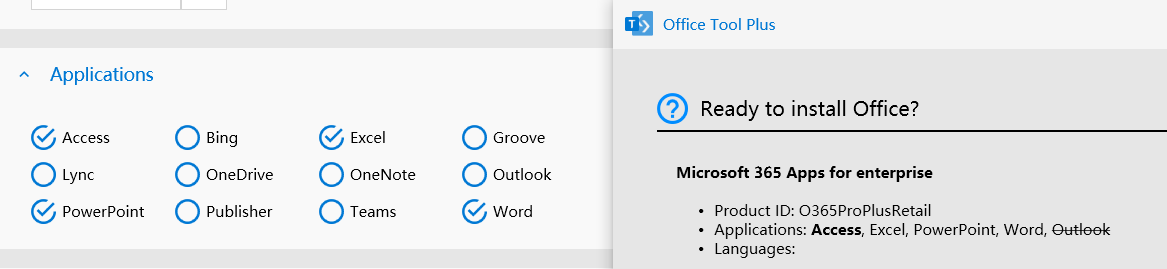 Applications
Access Bing Excel Groove
Lync OneDrive OneNote Outlook
PowerPoint Publisher Teams Word
T
Office Tool Plus
Ready to install Office?
Microsoft 365 Apps for enterprise
• Product ID: O365ProPlusRetail
• Applications: Access, Excel, PowerPoint, Word, Outlook
• Languages: